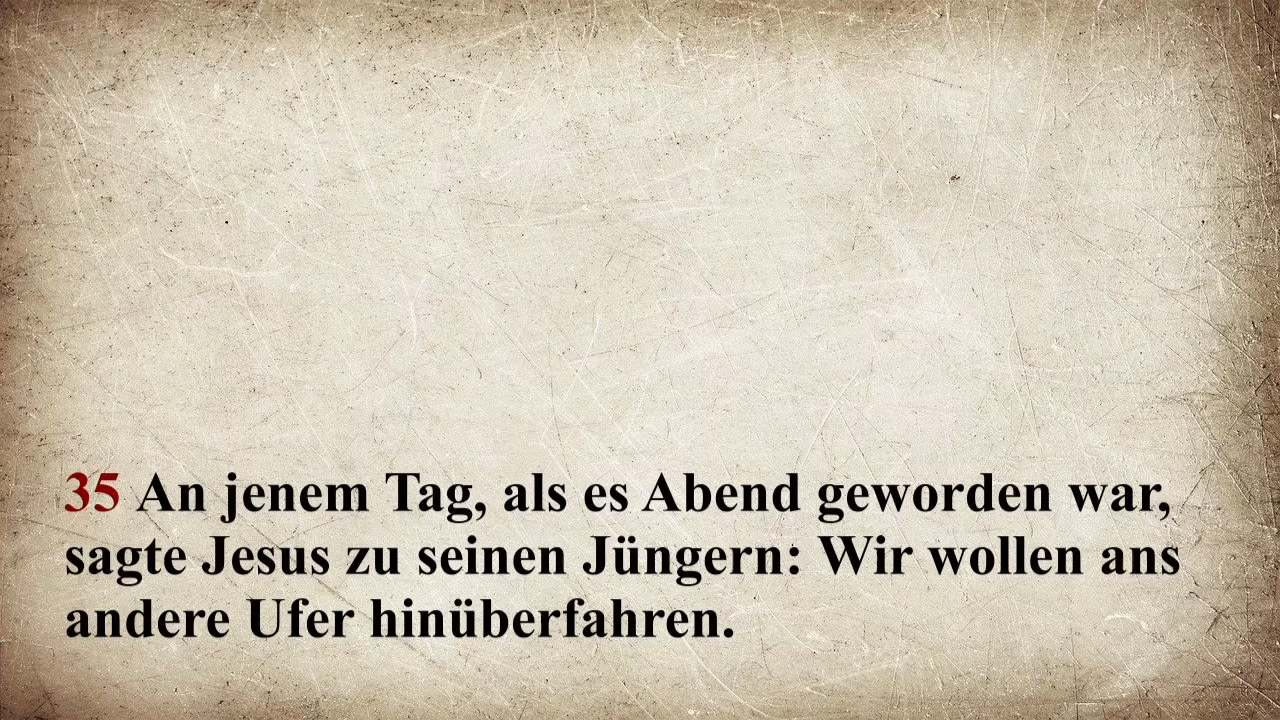 35 An jenem Tag, als es Abend geworden war,
sagte Jesus zu seinen Jüngern: Wir wollen ans
andere Ufer hinüberfahren.